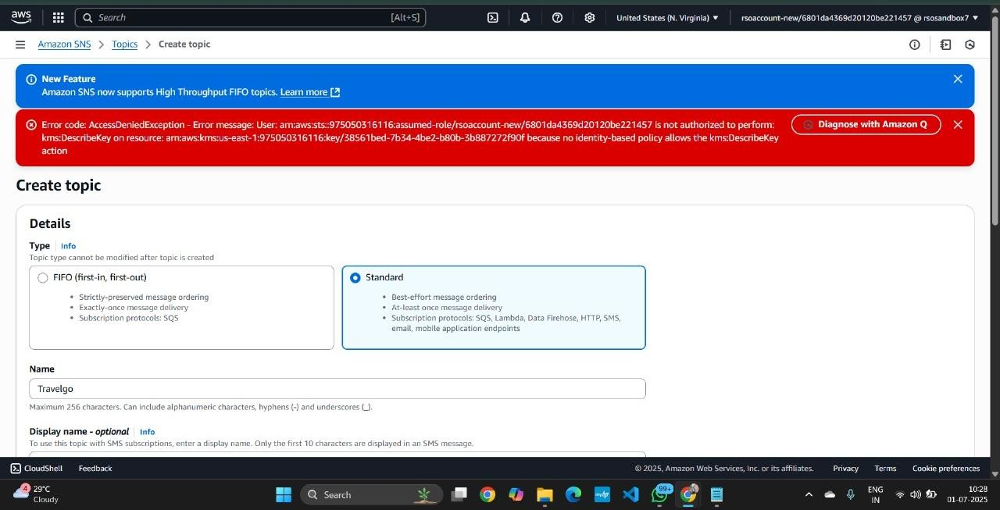 aws
Search [Alt+S]
United States (N. Virginia)
rsoaccount-new/6801da4369d20120be221457 @ rsosandbox7
Amazon SNS
Topics
Create topic
New Feature
Amazon SNS now supports High Throughput FIFO topics. Learn more
Error code: AccessDeniedException - Error message: User: arn:aws:sts::975050316116:assumed-role/rsoaccount-new/6801da4369d20120be221457 is not authorized to perform:
kms:DescribeKey on resource: arn:aws:kms:us-east-1:975050316116:key/38561bed-7b34-4be2-b80b-3b887272f90f because no identity-based policy allows the kms:DescribeKey
action
Diagnose with Amazon Q
Create topic
Details
Type
Info
Topic type cannot be modified after topic is created
FIFO (first-in, first-out)
• Strictly-preserved message ordering
• Exactly-once message delivery
• Subscription protocols: SQS
Standard
• Best-effort message ordering
• At-least once message delivery
• Subscription protocols: SQS, Lambda, Data Firehose, HTTP, SMS,
email, mobile application endpoints
Name
Travelgo
Maximum 256 characters. Can include alphanumeric characters, hyphens (-) and underscores (_).
Display name - optional
Info
To use this topic with SMS subscriptions, enter a display name. Only the first 10 characters are displayed in an SMS message.
CloudShell
Feedback
© 2025, Amazon Web Services, Inc. or its affiliates.
Privacy
Terms
Cookie preferences
4
29°C
Cloudy
Search
myhp
99+
ENG
IN
10:28
01-07-2025